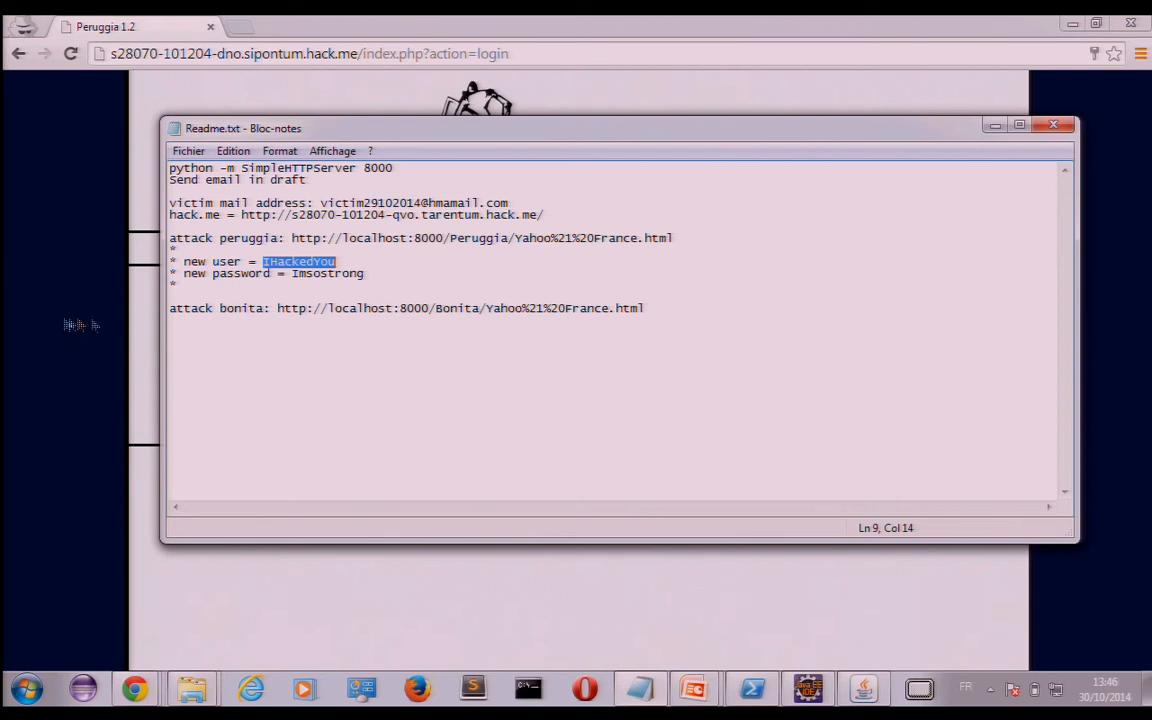 Peruggia 1.2
s28070-101204-dno.sipontum.hack.me/index.php?action=login
Readme.txt - Bloc-notes
Fichier Edition Format Affichage ?
python -m SimpleHTTPServer 8000
Send email in draft
victim mail address: victim29102014@hmamail.com
hack.me = http://s28070-101204-qvo.tarentum.hack.me/
attack peruggia: http://localhost:8000/Peruggia/Yahoo%21%20France.html
*
* new user = IHackedYou
* new password = Imsostrong
*
attack bonita: http://localhost:8000/Bonita/Yahoo%21%20France.html
Ln 9, Col 14
FR
13:46
30/10/2014